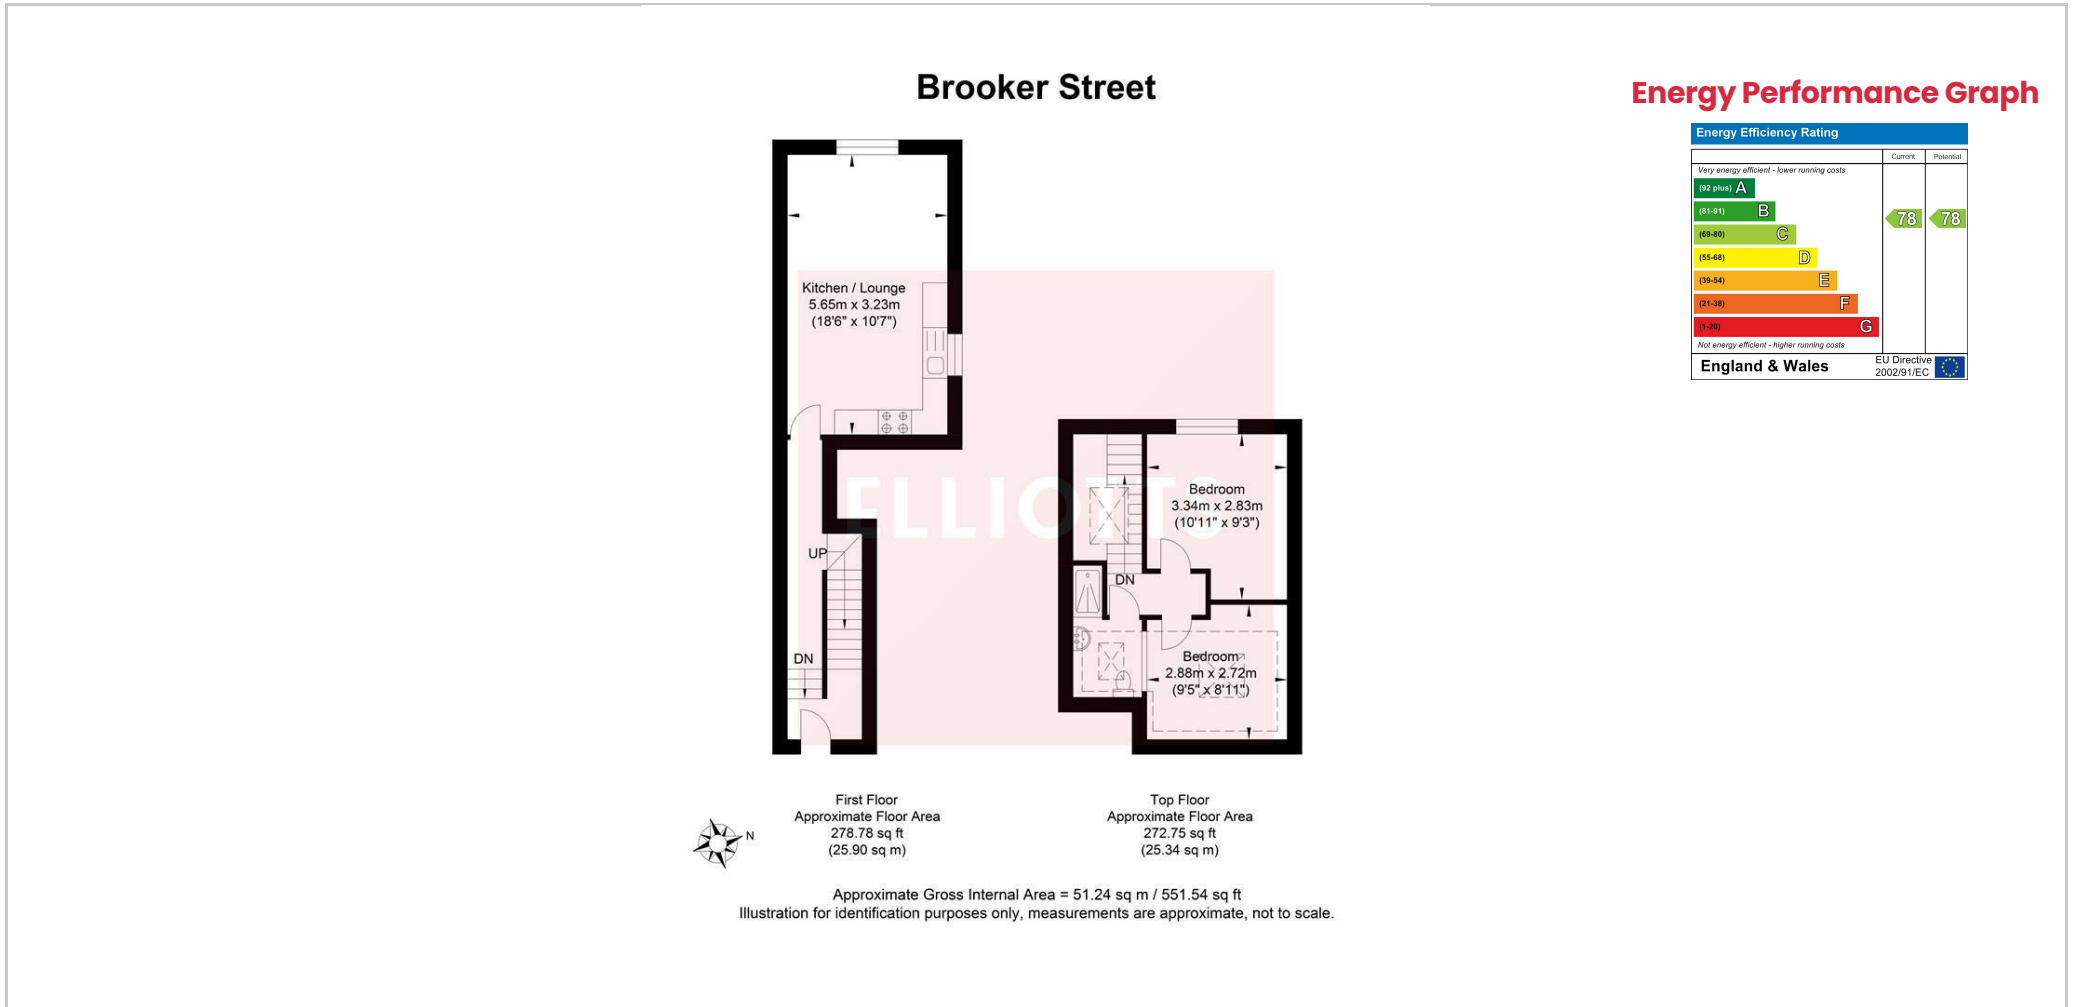 Brooker Street
Kitchen / Lounge
5.65m x 3.23m
(18'6" x 10'7")
UP
DN
ELLIOTTS
Bedroom
3.34m x 2.83m
(10'11" x 9'3")
DN
Bedroom
2.88m x 2.72m
(9'5" x 8'11")
First Floor
Approximate Floor Area
278.78 sq ft
(25.90 sq m)
Top Floor
Approximate Floor Area
272.75 sq ft
(25.34 sq m)
N
Approximate Gross Internal Area = 51.24 sq m / 551.54 sq ft
Illustration for identification purposes only, measurements are approximate, not to scale.
Energy Performance Graph
Energy Efficiency Rating
Current Potential
Very energy efficient - lower running costs
(92 plus) A
(81-91) B
(69-80) C
(55-68) D
(39-54) E
(21-38) F
(1-20) G
78 78
Not energy efficient - higher running costs
England & Wales
EU Directive
2002/91/EC